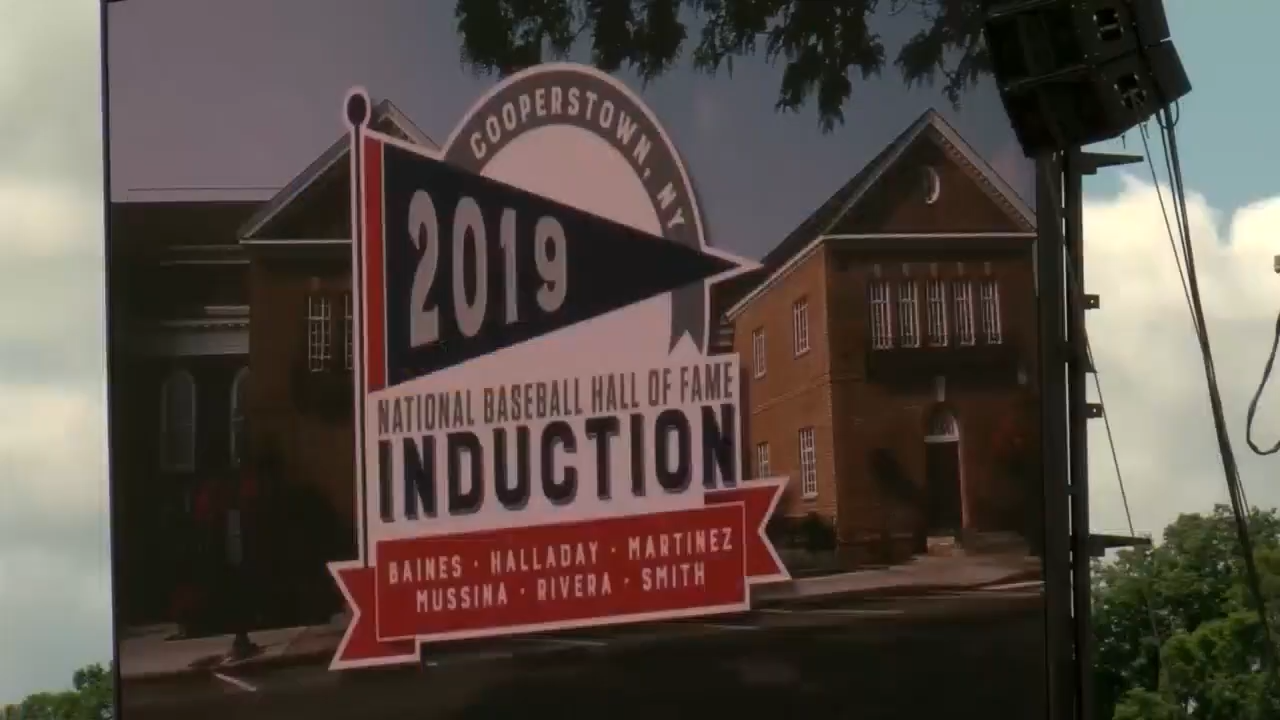 COOPERSTOWN, NY
2019
NATIONAL BASEBALL HALL OF FAME
INDUCTION
BAINES · HALLADAY · MARTINEZ
MUSSINA · RIVERA · SMITH